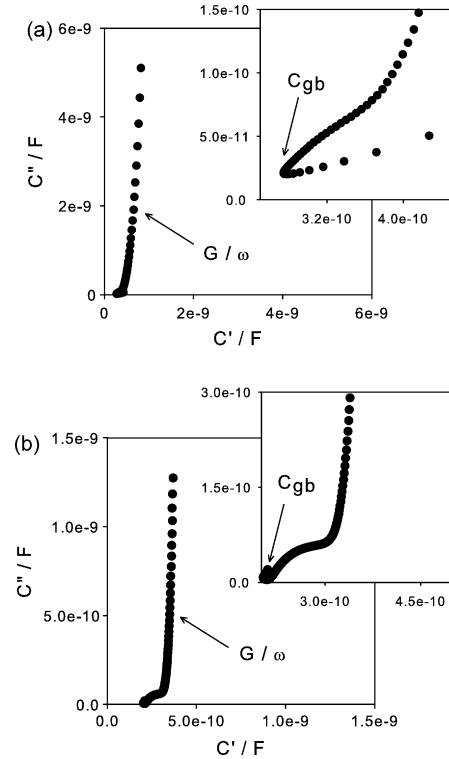 (a)
6e-9
4e-9
2e-9
0
C" / F
0
2e-9
4e-9
6e-9
C' / F
G / ω
1.5e-10
1.0e-10
5.0e-11
0.0
3.2e-10
4.0e-10
Cgb
(b)
1.5e-9
1.0e-9
5.0e-10
0.0
C" / F
0.0
5.0e-10
1.0e-9
1.5e-9
C' / F
G / ω
3.0e-10
1.5e-10
0.0
3.0e-10
4.5e-10
Cgb